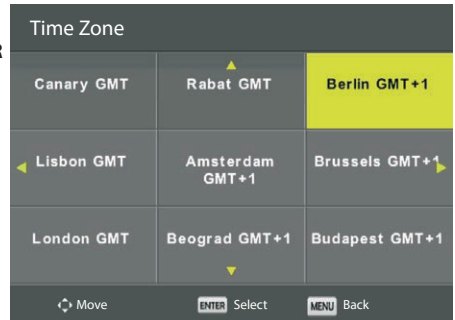 Time Zone
R
Canary GMT Rabat GMT Berlin GMT+1
Lisbon GMT Amsterdam GMT+1 Brussels GMT+1
London GMT Beograd GMT+1 Budapest GMT+1
Move ENTER Select MENU Back